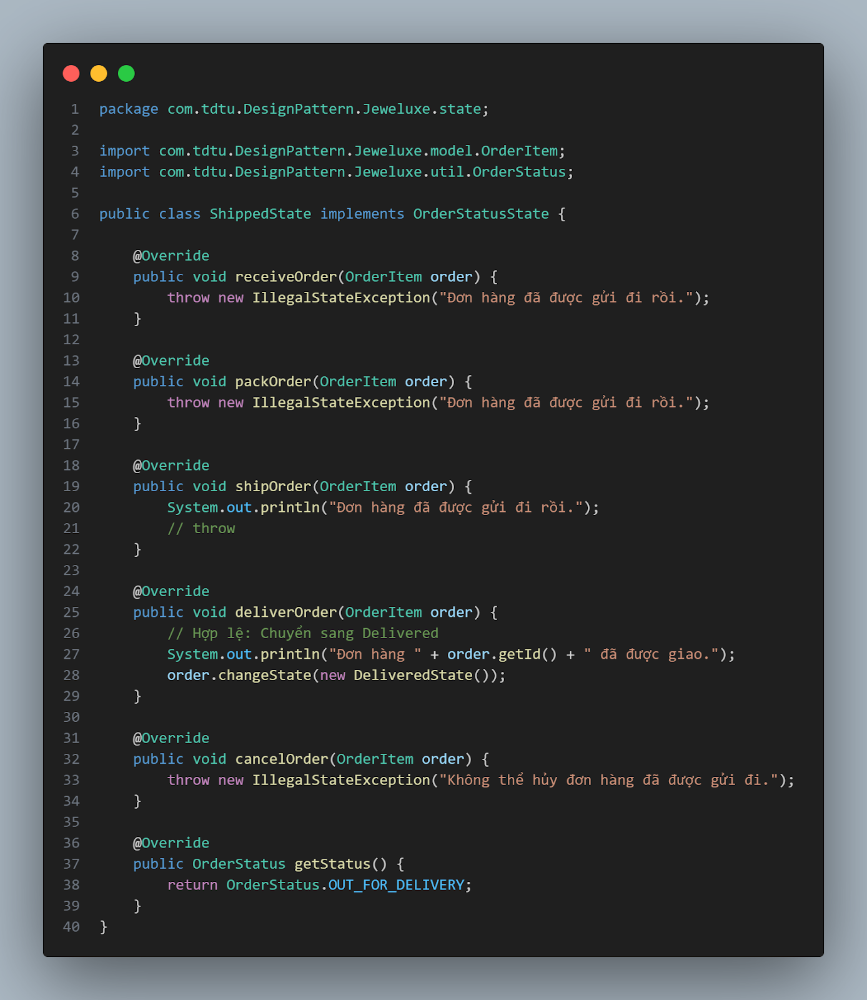 1 package com.tdtu.DesignPattern.Jeweluxe.state;
2
3 import com.tdtu.DesignPattern.Jeweluxe.model.OrderItem;
4 import com.tdtu.DesignPattern.Jeweluxe.util.OrderStatus;
5
6 public class ShippedState implements OrderStatusState {
7
8     @Override
9     public void receiveOrder(OrderItem order) {
10         throw new IllegalStateException("Đơn hàng đã được gửi đi rồi.");
11     }
12
13     @Override
14     public void packOrder(OrderItem order) {
15         throw new IllegalStateException("Đơn hàng đã được gửi đi rồi.");
16     }
17
18     @Override
19     public void shipOrder(OrderItem order) {
20         System.out.println("Đơn hàng đã được gửi đi rồi.");
21         // throw
22     }
23
24     @Override
25     public void deliverOrder(OrderItem order) {
26         // Hợp lệ: Chuyển sang Delivered
27         System.out.println("Đơn hàng " + order.getId() + " đã được giao.");
28         order.changeState(new DeliveredState());
29     }
30
31     @Override
32     public void cancelOrder(OrderItem order) {
33         throw new IllegalStateException("Không thể hủy đơn hàng đã được gửi đi.");
34     }
35
36     @Override
37     public OrderStatus getStatus() {
38         return OrderStatus.OUT_FOR_DELIVERY;
39     }
40 }